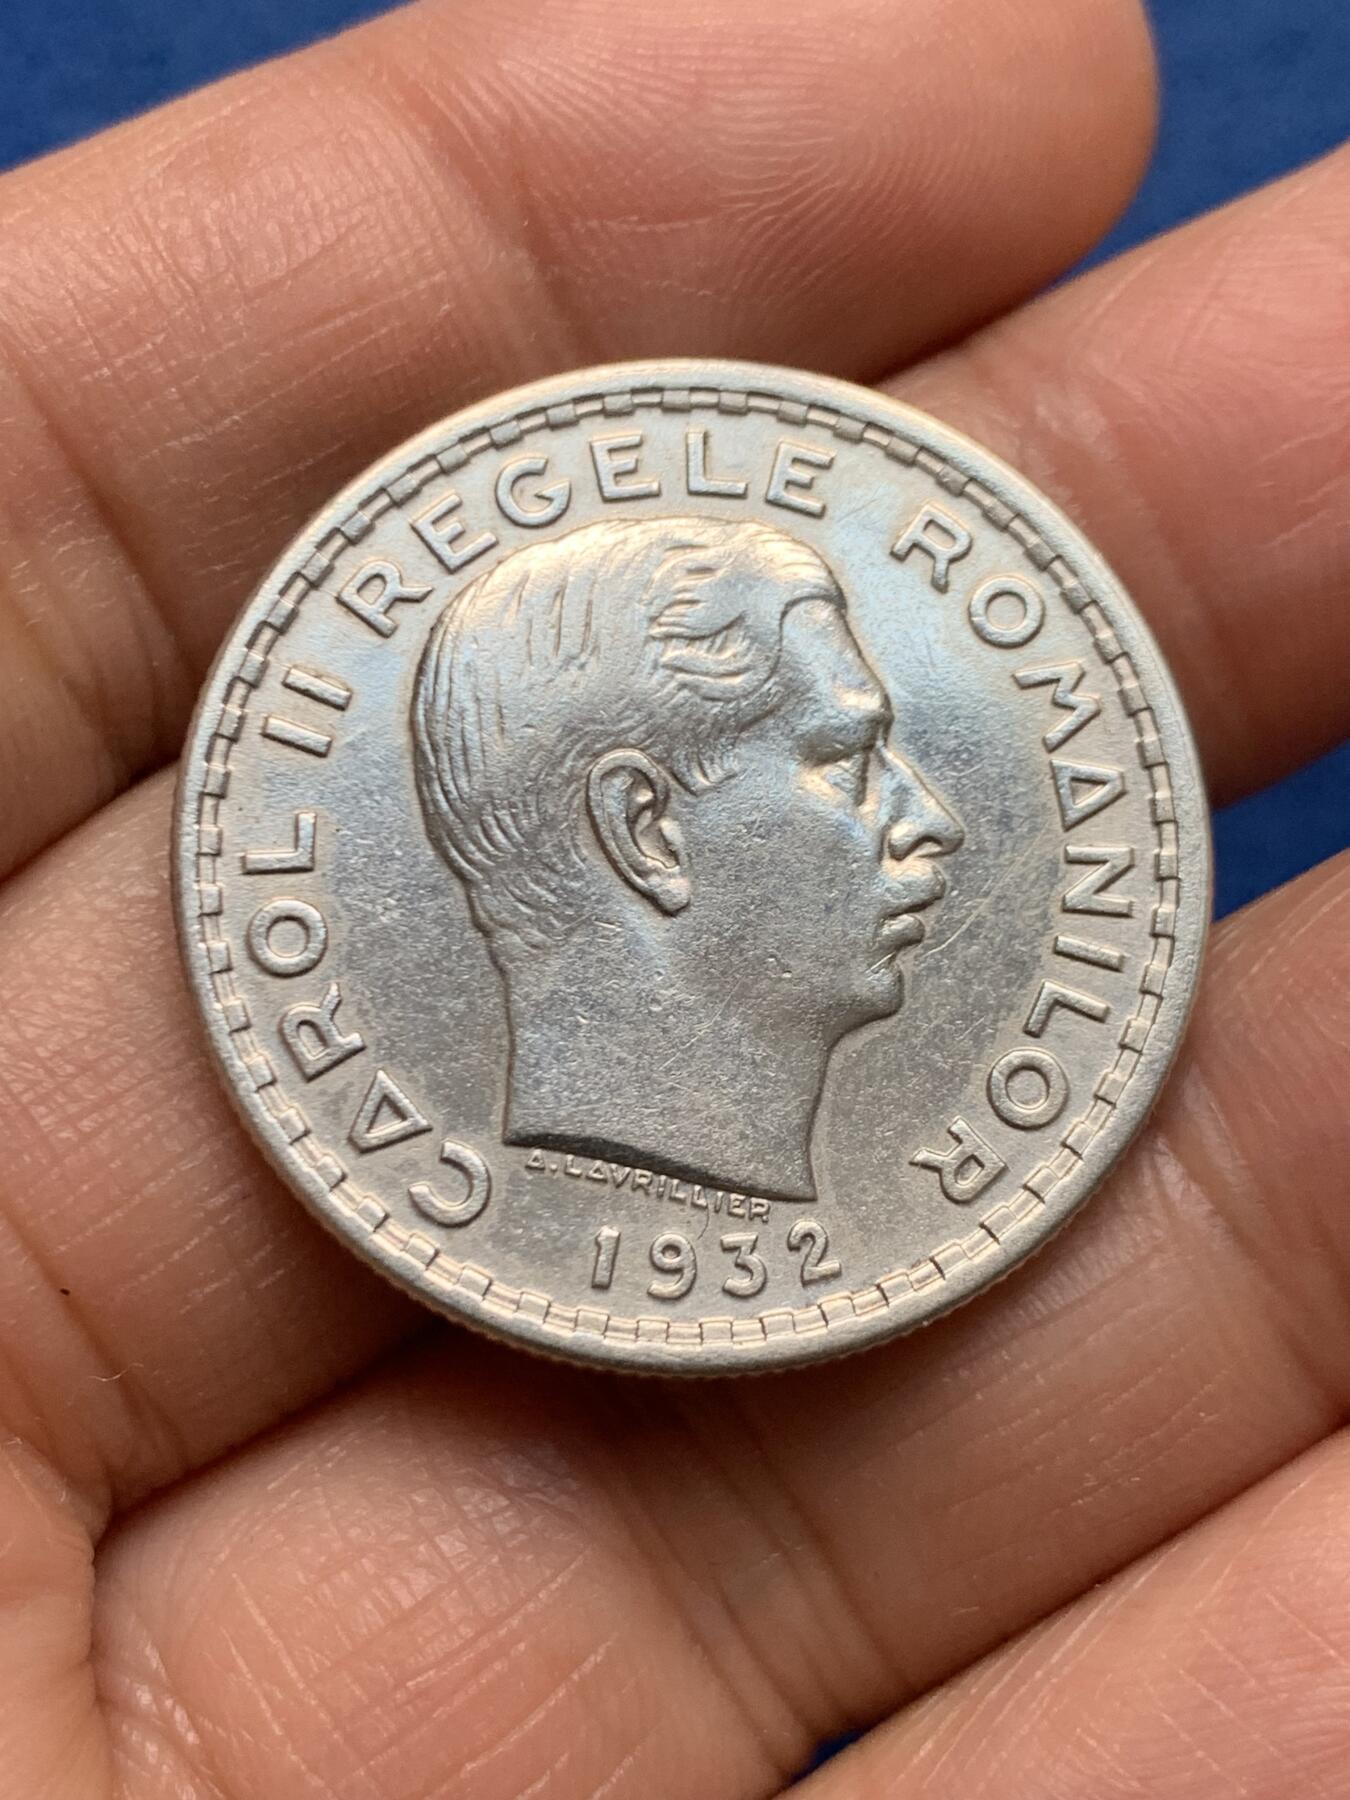 CAROL II REGELE ROMANILOR
A. LAVRILLIER
1932